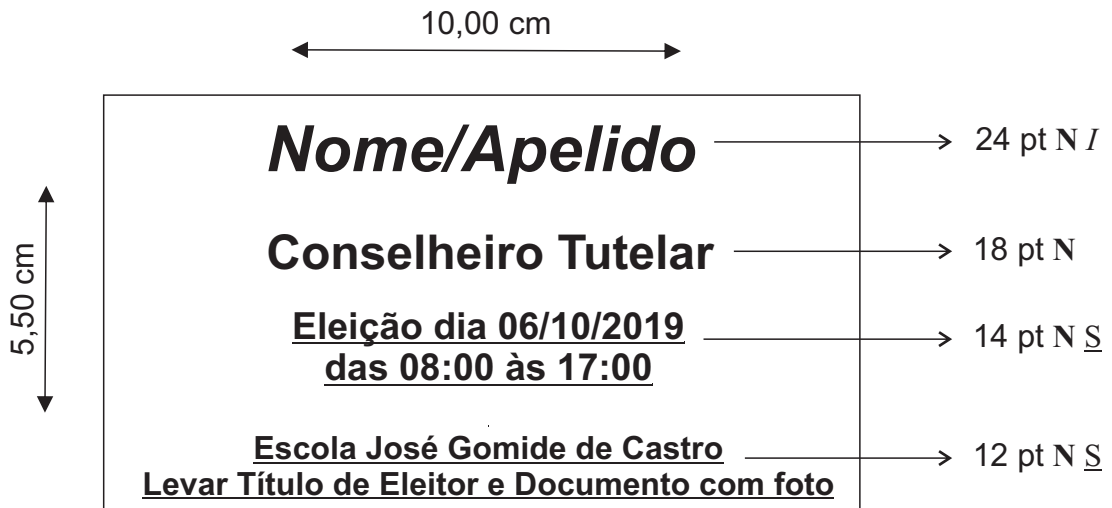 10,00 cm
Nome/Apelido
24 pt N I
Conselheiro Tutelar
18 pt N
5,50 cm
Eleição dia 06/10/2019
das 08:00 às 17:00
14 pt N S
Escola José Gomide de Castro
Levar Título de Eleitor e Documento com foto
12 pt N S